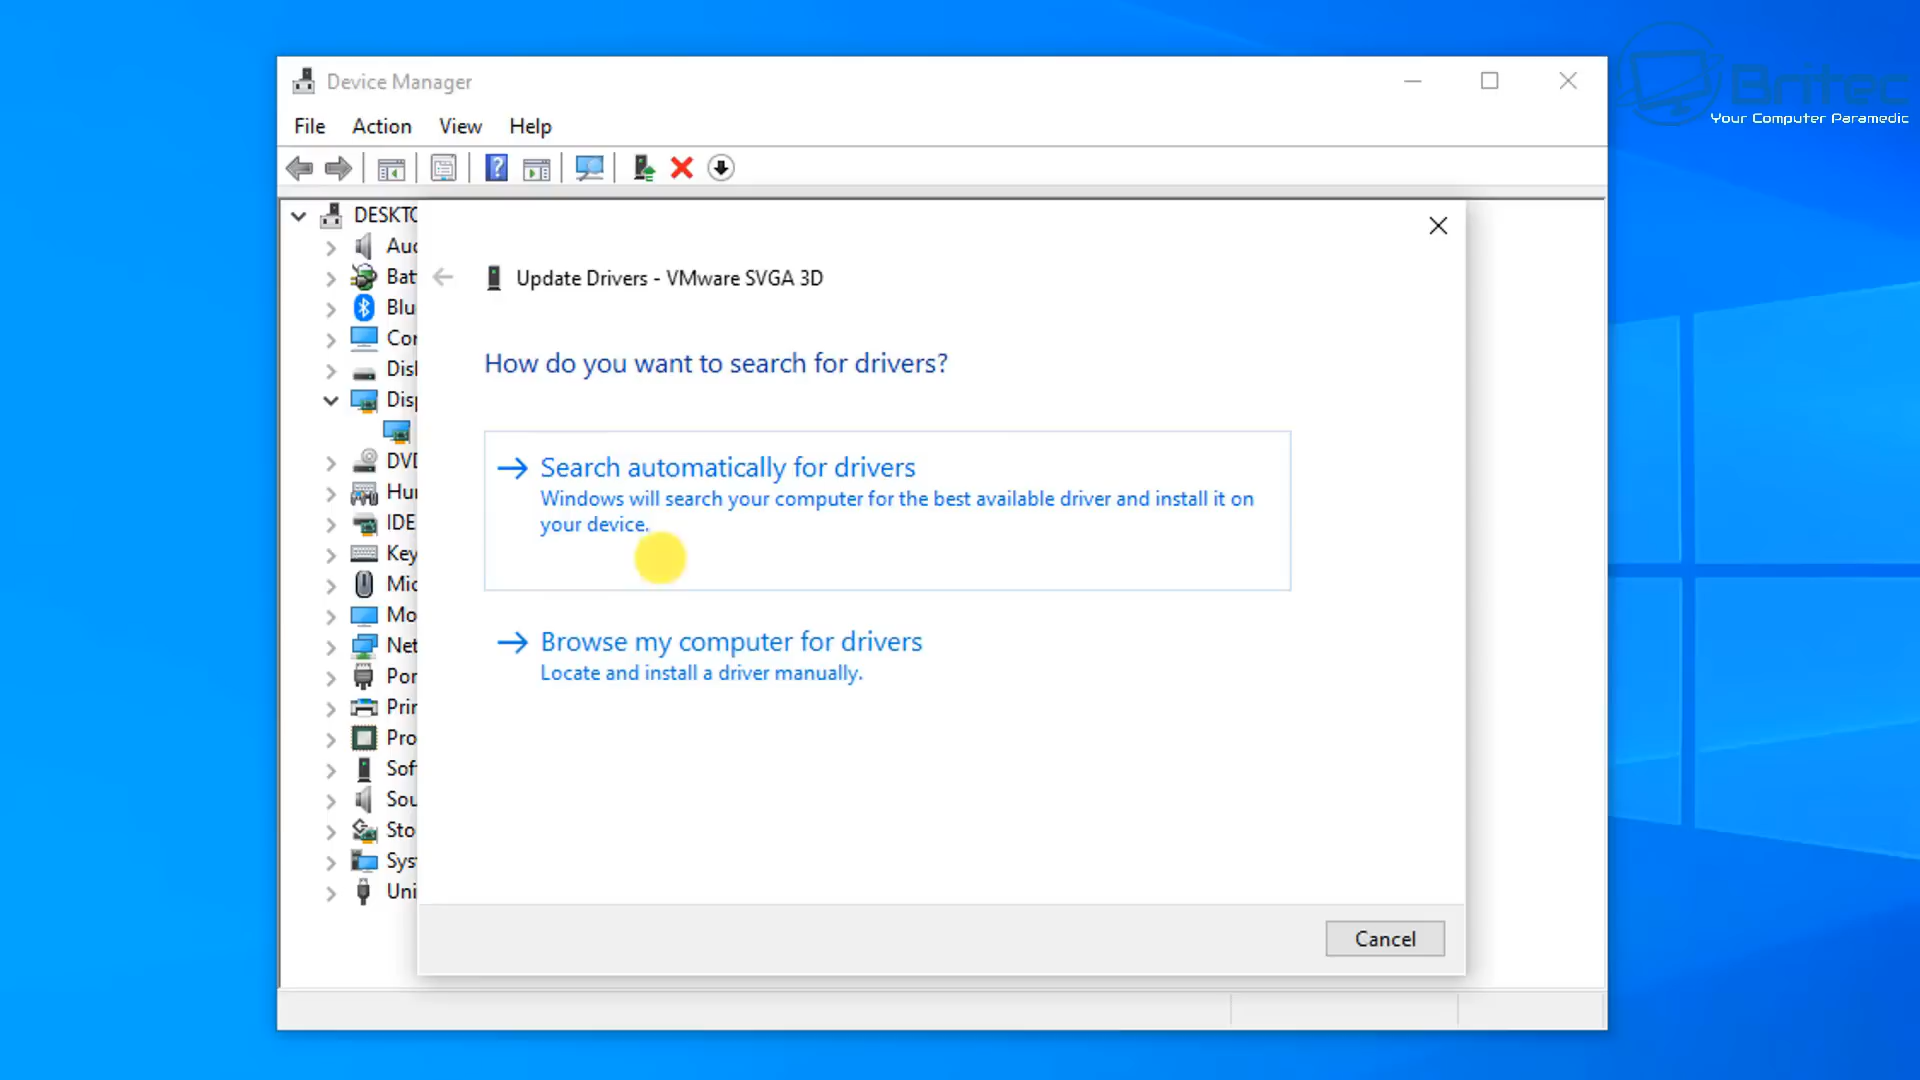 Britec
Your Computer Paramedic
Device Manager
File Action View Help
DESKTO
Auc
Bat
Blu
Cor
Disl
Disp
DVD
Hur
IDE
Key
Mic
Mo
Net
Por
Prin
Pro
Sof
Sou
Sto
Sys
Uni
Update Drivers - VMware SVGA 3D
How do you want to search for drivers?
Search automatically for drivers
Windows will search your computer for the best available driver and install it on
your device.
Browse my computer for drivers
Locate and install a driver manually.
Cancel